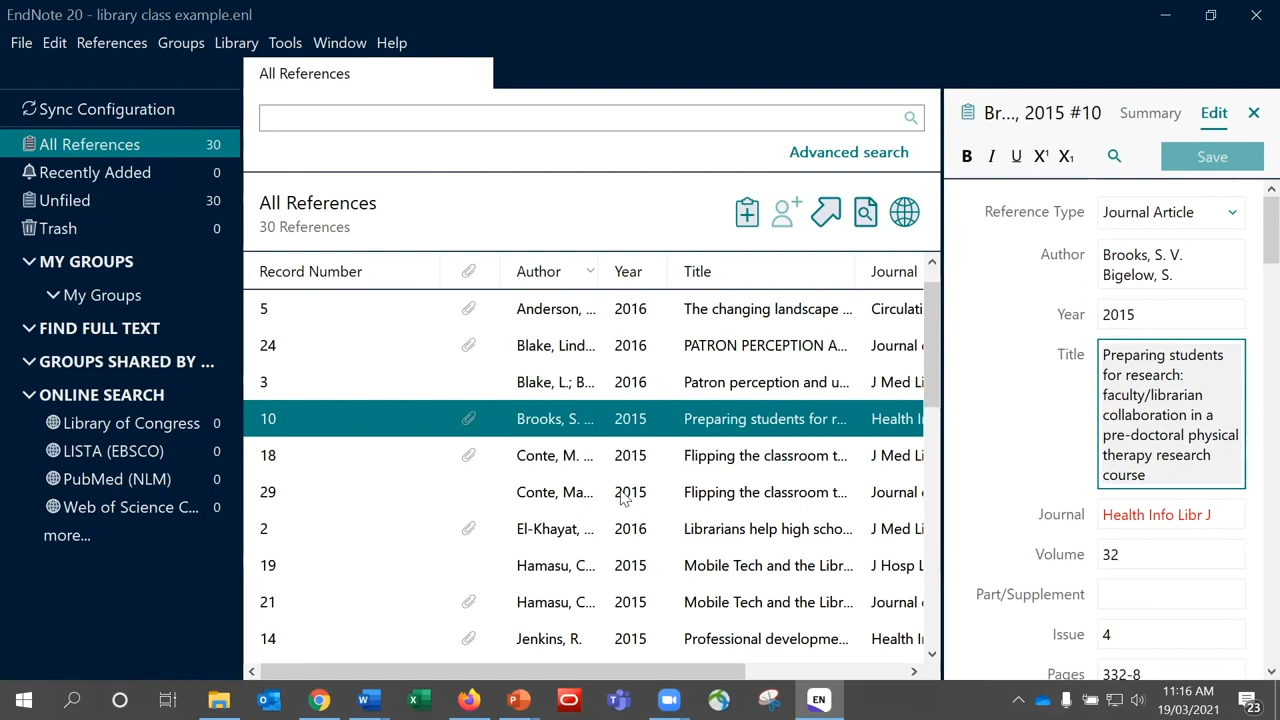 EndNote 20 - library class example.enl
File Edit References Groups Library Tools Window Help
All References
Sync Configuration
All References 30
Recently Added 0
Unfiled 30
Trash 0
MY GROUPS
My Groups
FIND FULL TEXT
GROUPS SHARED BY ...
ONLINE SEARCH
Library of Congress 0
LISTA (EBSCO) 0
PubMed (NLM) 0
Web of Science C... 0
more...
Advanced search
All References
30 References
Record Number Author Year Title Journal
5 Anderson, ... 2016 The changing landscape ... Circulati
24 Blake, Lind... 2016 PATRON PERCEPTION A... Journal
3 Blake, L.; B... 2016 Patron perception and u... J Med Li
10 Brooks, S. ... 2015 Preparing students for r... Health I
18 Conte, M. ... 2015 Flipping the classroom t... J Med Li
29 Conte, Ma... 2015 Flipping the classroom t... Journal
2 El-Khayat, ... 2016 Librarians help high scho... J Med Li
19 Hamasu, C... 2015 Mobile Tech and the Libr... J Hosp L
21 Hamasu, C... 2015 Mobile Tech and the Libr... Journal
14 Jenkins, R. 2015 Professional developme... Health I
Br..., 2015 #10 Summary Edit
B I U X¹ X₁ Save
Reference Type Journal Article
Author Brooks, S. V.
Bigelow, S.
Year 2015
Title Preparing students
for research:
faculty/librarian
collaboration in a
pre-doctoral physical
therapy research
course
Journal Health Info Libr J
Volume 32
Part/Supplement
Issue 4
Pages 332-8
EN
11:16 AM
19/03/2021
23